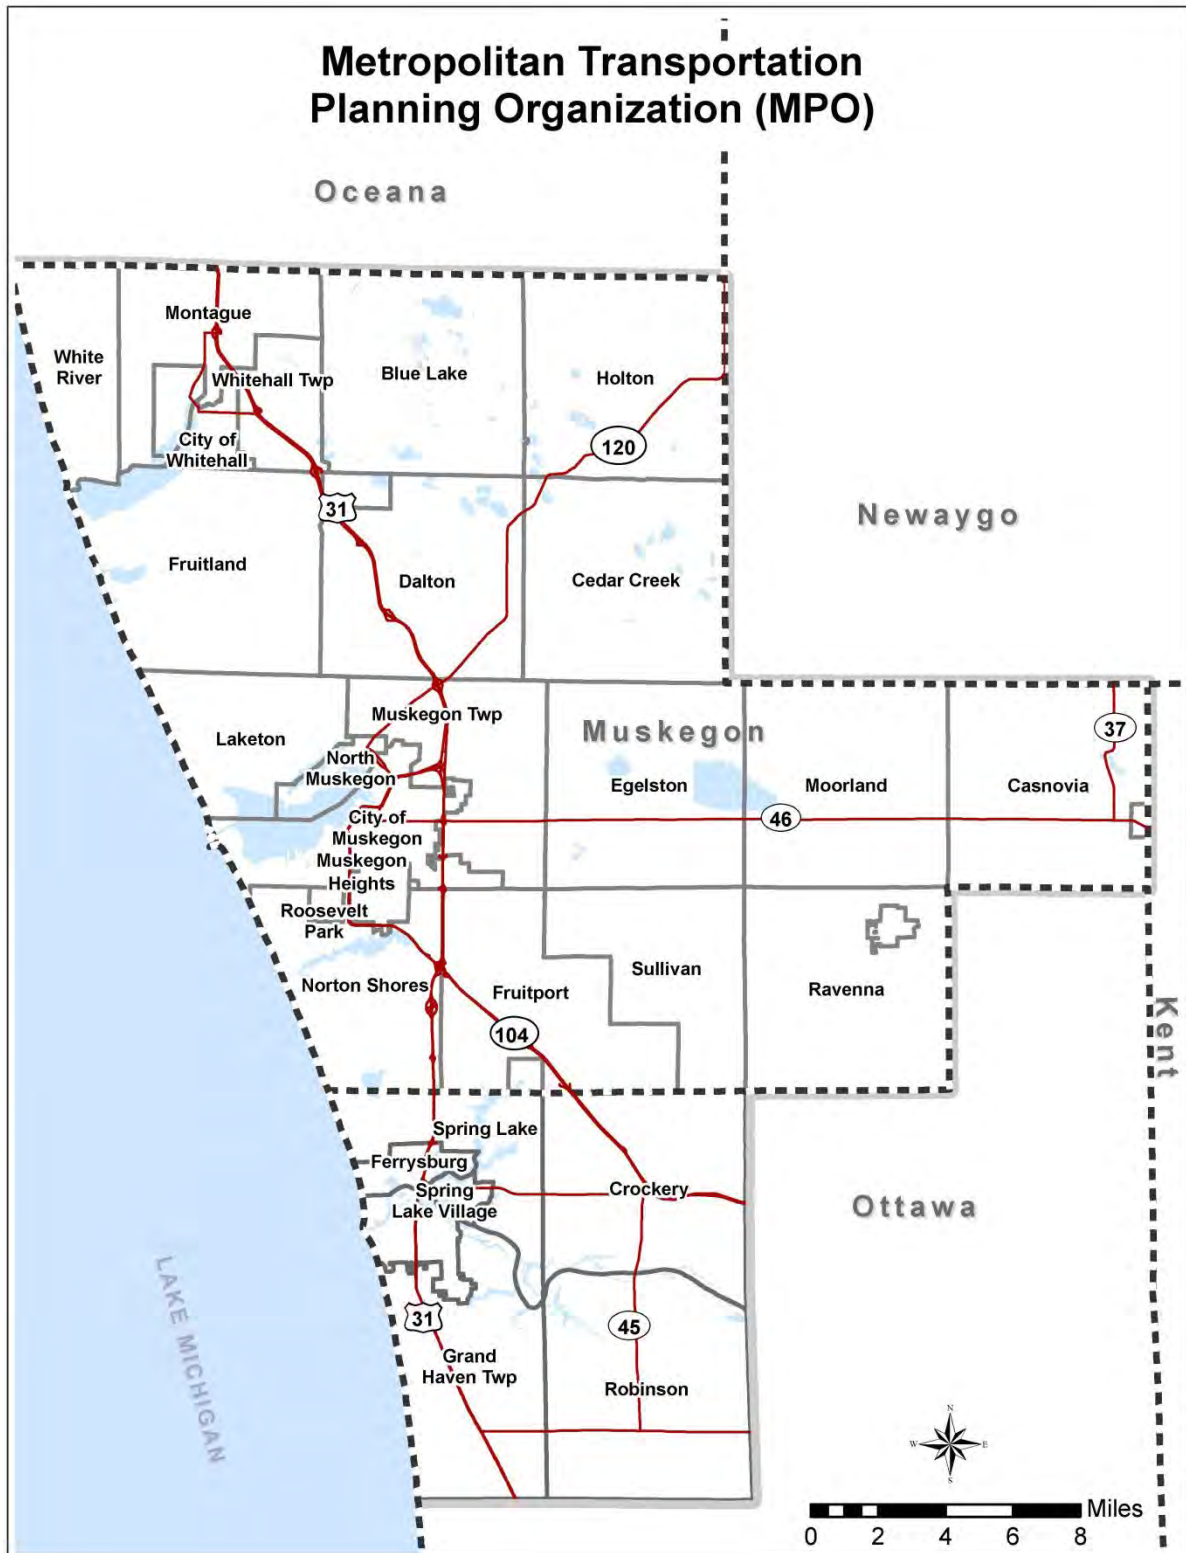 Metropolitan Transportation
Planning Organization (MPO)
Oceana
Montague
White
River
Whitehall Twp
Blue Lake
Holton
City of
Whitehall
120
31
Newaygo
Fruitland
Dalton
Cedar Creek
Muskegon Twp
Muskegon
37
Laketon
North
Muskegon
Egelston
Moorland
Casnovia
City of
Muskegon
46
Muskegon
Heights
Roosevelt
Park
Norton Shores
Fruitport
Sullivan
Ravenna
104
Kent
Spring Lake
Ferrysburg
Spring
Lake Village
Crockery
Ottawa
LAKE MICHIGAN
31
45
Grand
Haven Twp
Robinson
N
W
E
S
Miles
0 2 4 6 8